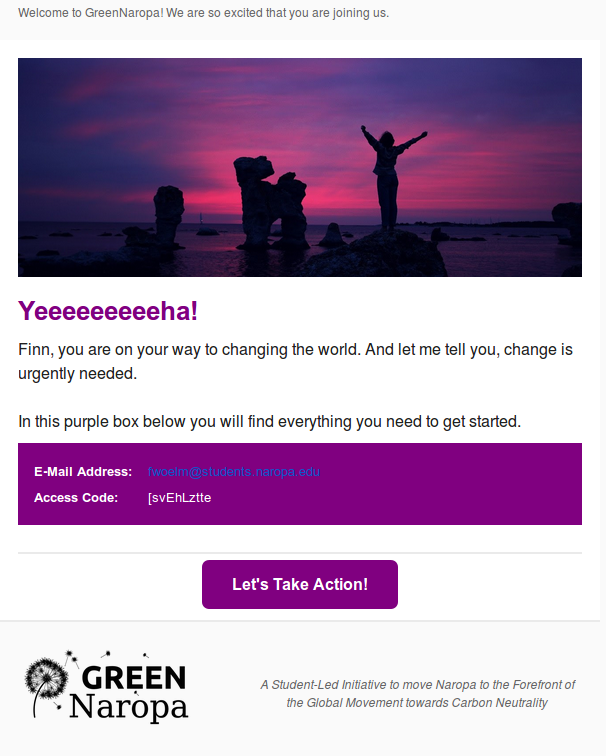 Welcome to GreenNaropa! We are so excited that you are joining us.
Yeeeeeeeeeha!
Finn, you are on your way to changing the world. And let me tell you, change is
urgently needed.
In this purple box below you will find everything you need to get started.
E-Mail Address: fwoelm@students.naropa.edu
Access Code: [svEhLztte
Let's Take Action!
GREEN
Naropa
A Student-Led Initiative to move Naropa to the Forefront of
the Global Movement towards Carbon Neutrality